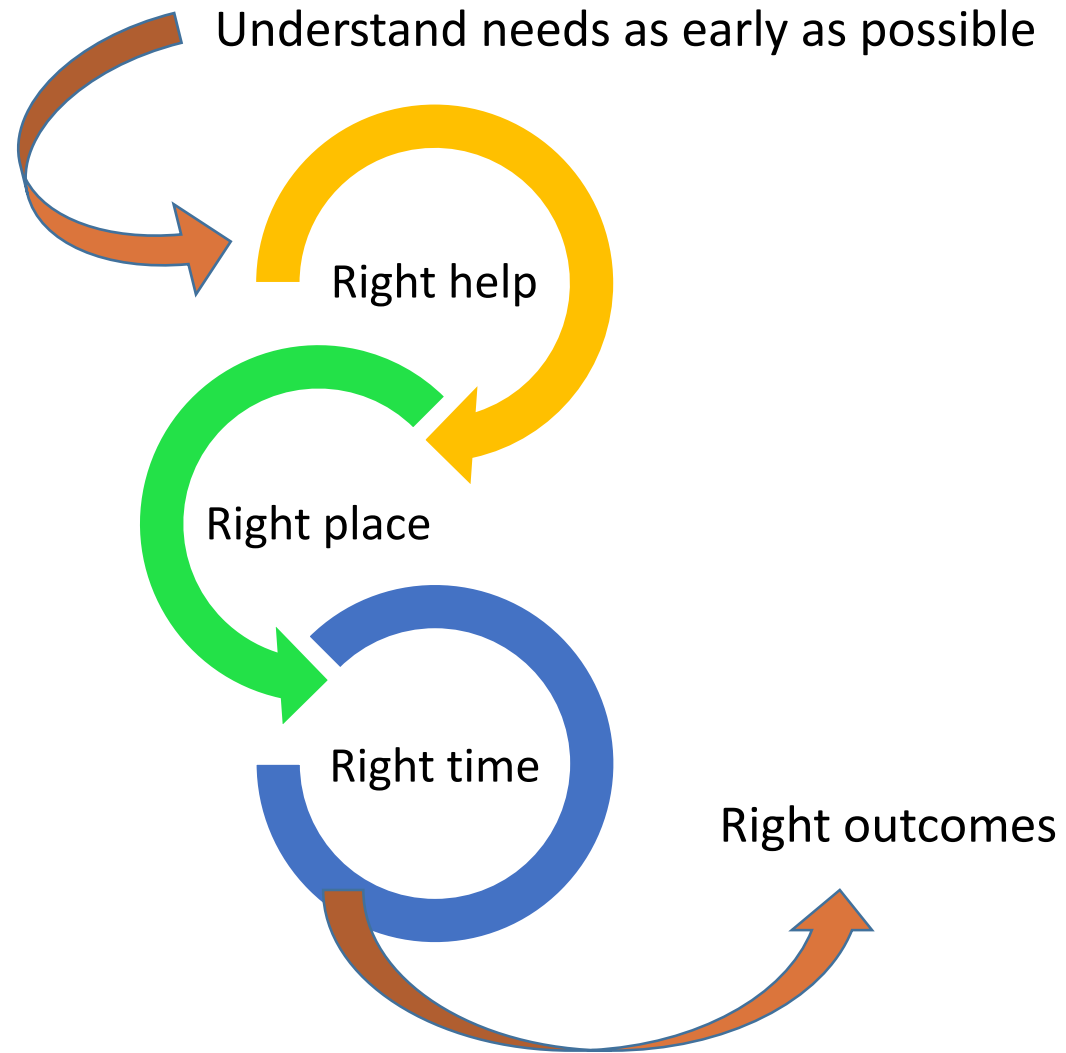 Understand needs as early as possible
Right help
Right place
Right time
Right outcomes